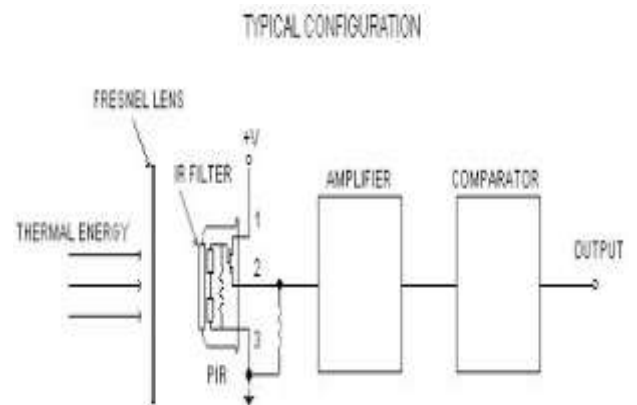 TYPICAL CONFIGURATION
FRESNEL LENS
+V
IR FILTER
AMPLIFIER
COMPARATOR
1
THERMAL ENERGY
2
OUTPUT
3
PIR